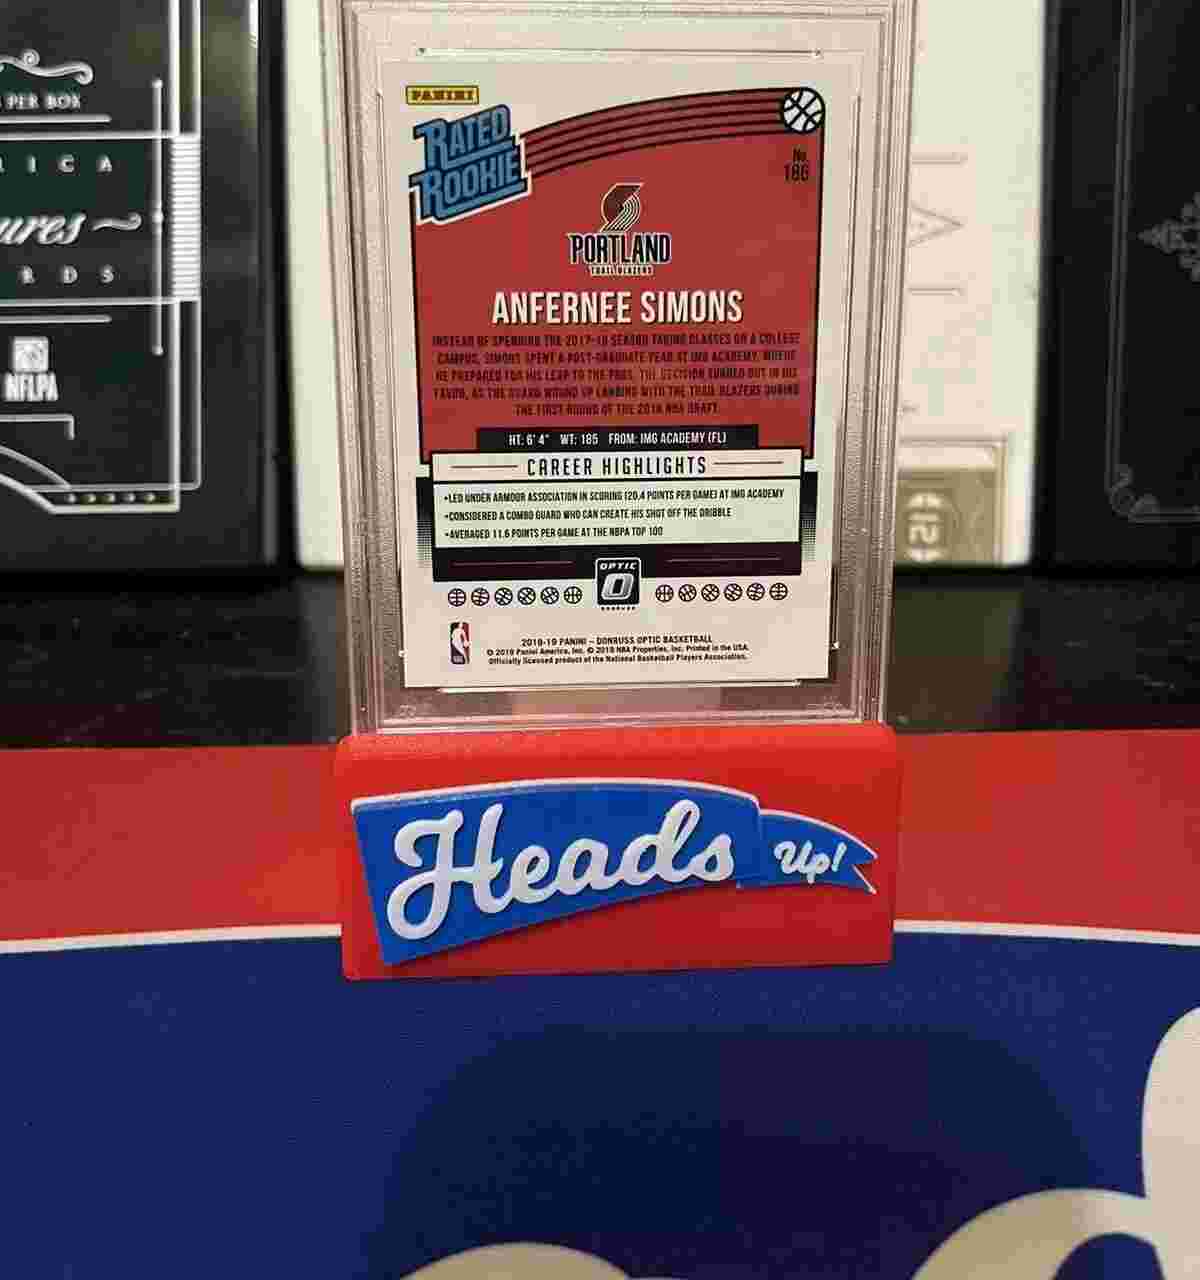 PER BOX
L I C A
ures
R D S
NFLPA
PANINI
RATED
ROOKIE
No.
186
PORTLAND
TRAIL BLAZERS
ANFERNEE SIMONS
INSTEAD OF SPENDING THE 2017-18 SEASON TAKING CLASSES ON A COLLEGE
CAMPUS, SIMONS SPENT A POST-GRADUATE YEAR AT IMG ACADEMY, WHERE
HE PREPARED FOR HIS LEAP TO THE PROS. THE DECISION TURNED OUT IN HIS
FAVOR, AS THE GUARD WOUND UP LANDING WITH THE TRAIL BLAZERS DURING
THE FIRST ROUND OF THE 2018 NBA DRAFT.
HT: 6' 4" WT: 185 FROM: IMG ACADEMY (FL)
CAREER HIGHLIGHTS
•LED UNDER ARMOUR ASSOCIATION IN SCORING (20.4 POINTS PER GAME) AT IMG ACADEMY
•CONSIDERED A COMBO GUARD WHO CAN CREATE HIS SHOT OFF THE DRIBBLE
•AVERAGED 11.6 POINTS PER GAME AT THE NBPA TOP 100
OPTIC
2018-19 PANINI – DONRUSS OPTIC BASKETBALL
© 2019 Panini America, Inc. © 2019 NBA Properties, Inc. Printed in the USA.
Officially licensed product of the National Basketball Players Association.
Heads Up!